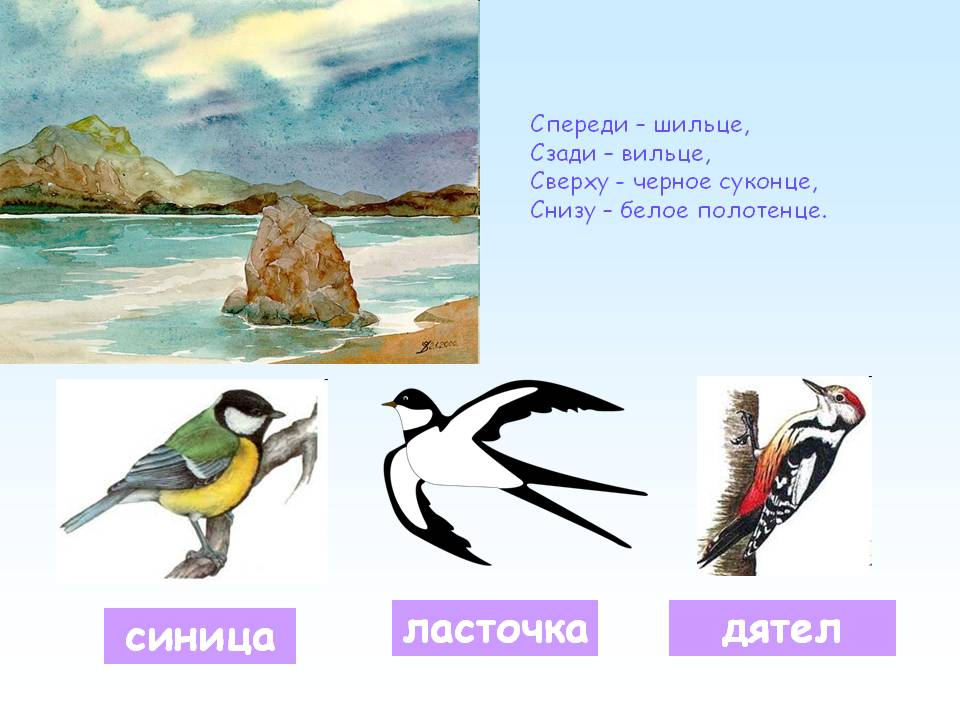 Спереди – шильце,
Сзади – вильце,
Сверху - черное суконце,
Снизу – белое полотенце.
синица
ласточка
дятел